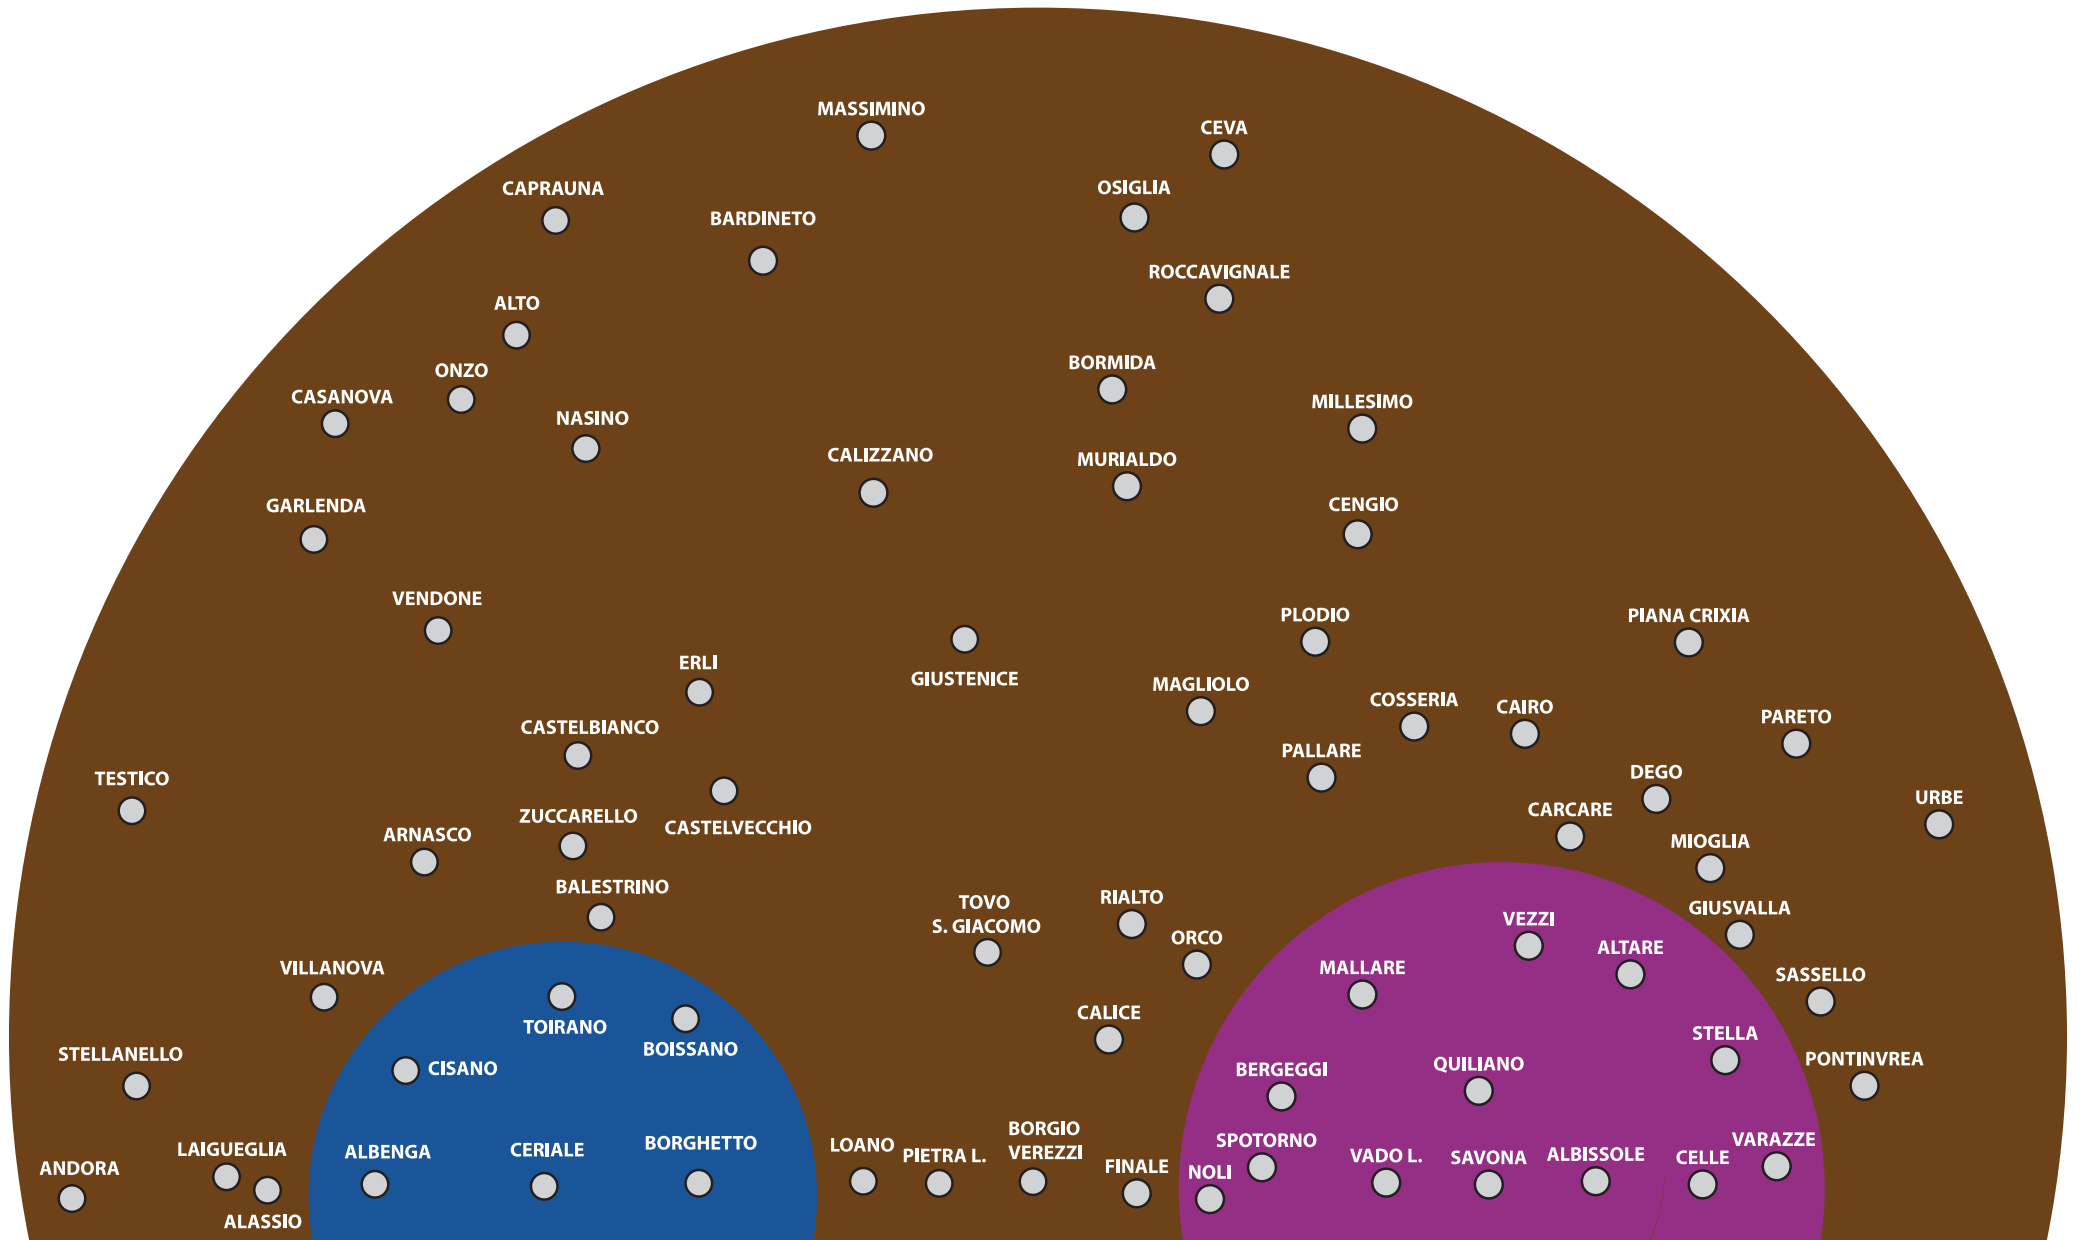 MASSIMINO
CEVA
CAPRAUNA
OSIGLIA
BARDINETO
ROCCAVIGNALE
ALTO
BORMIDA
ONZO
CASANOVA
MILLESIMO
NASINO
CALIZZANO
MURIALDO
GARLENDA
CENGIO
VENDONE
PLODIO
PIANA CRIXIA
ERLI
GIUSTENICE
MAGLIOLO
COSSERIA
CAIRO
PARETO
CASTELBIANCO
PALLARE
TESTICO
DEGO
URBE
CARCARE
ZUCCARELLO
CASTELVECCHIO
ARNASCO
MIOGLIA
BALESTRINO
RIALTO
TOVO
S. GIACOMO
GIUSVALLA
VEZZI
ORCO
ALTARE
VILLANOVA
MALLARE
SASSELLO
CALICE
TOIRANO
STELLA
BOISSANO
STELLANELLO
PONTINVREA
QUILIANO
CISANO
BERGEGGI
BORGIO
VEREZZI
VARAZZE
SPOTORNO
BORGHETTO
LOANO
LAIGUEGLIA
CERIALE
ALBENGA
ALBISSOLE
PIETRA L.
VADO L.
SAVONA
CELLE
FINALE
ANDORA
NOLI
ALASSIO